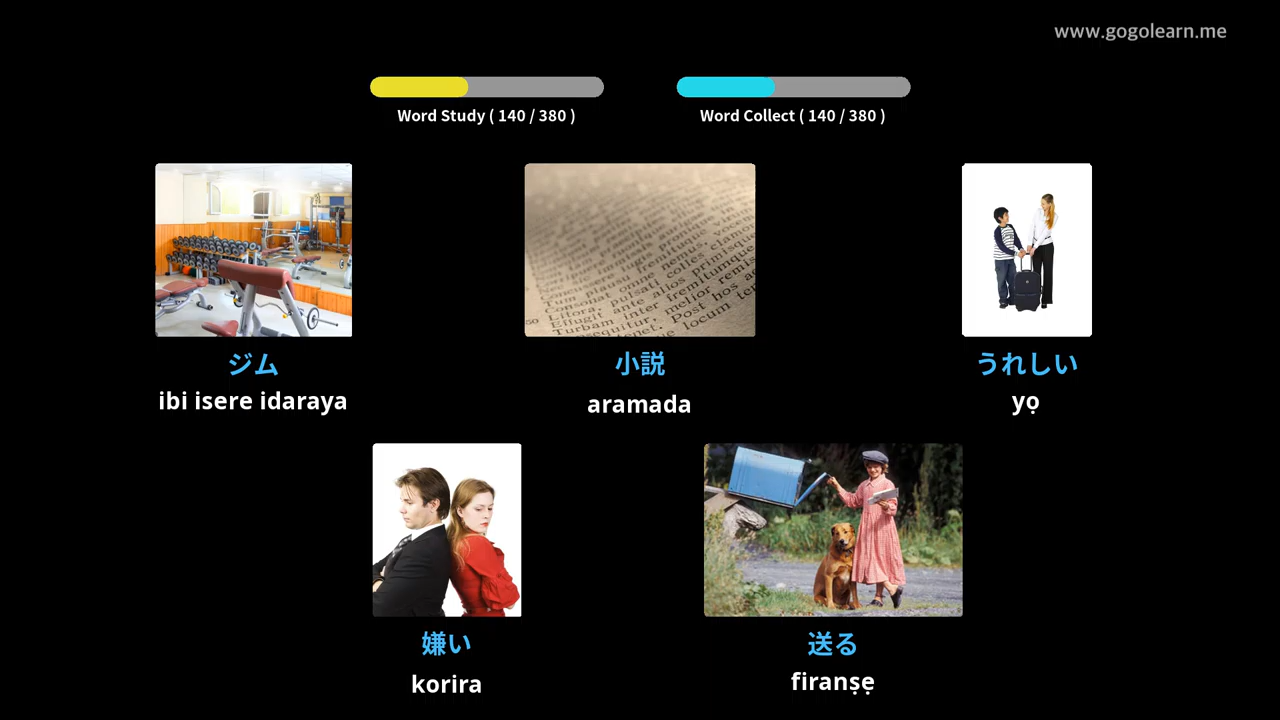 www.gogolearn.me
Word Study ( 140 / 380 )
Word Collect ( 140 / 380 )
ジム
ibi isere idaraya
小説
aramada
うれしい
yọ
嫌い
korira
送る
firanṣẹ